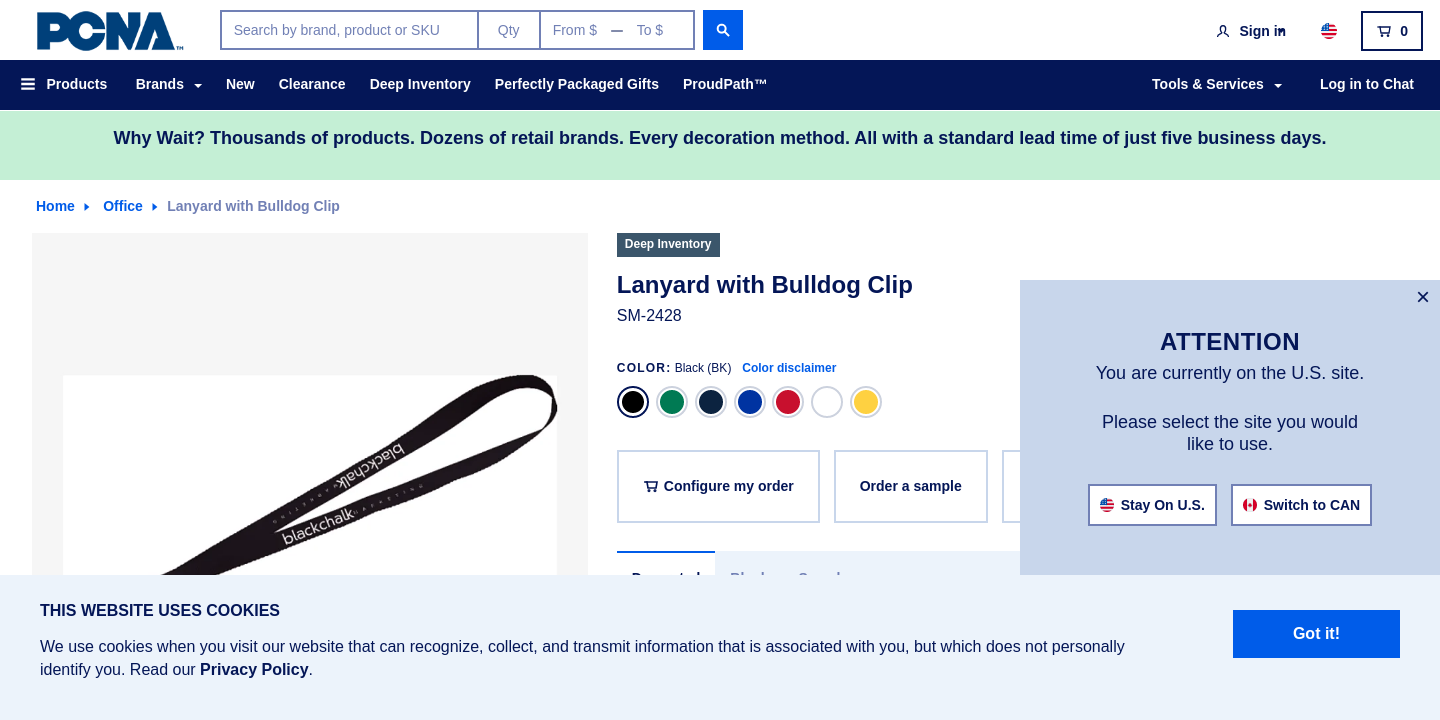 PCNA™
Search by brand, product or SKU
Qty
From $ — To $
Sign in
0
Products
Brands
New
Clearance
Deep Inventory
Perfectly Packaged Gifts
ProudPath™
Tools & Services
Log in to Chat
Why Wait? Thousands of products. Dozens of retail brands. Every decoration method. All with a standard lead time of just five business days.
Home
Office
Lanyard with Bulldog Clip
Deep Inventory
Lanyard with Bulldog Clip
SM-2428
COLOR: Black (BK) Color disclaimer
blackchalk
MARKETING
blackchalk
MARKETING
Configure my order
Order a sample
×
ATTENTION
You are currently on the U.S. site.
Please select the site you would
like to use.
Stay On U.S.
Switch to CAN
THIS WEBSITE USES COOKIES
We use cookies when you visit our website that can recognize, collect, and transmit information that is associated with you, but which does not personally
identify you. Read our Privacy Policy.
Got it!